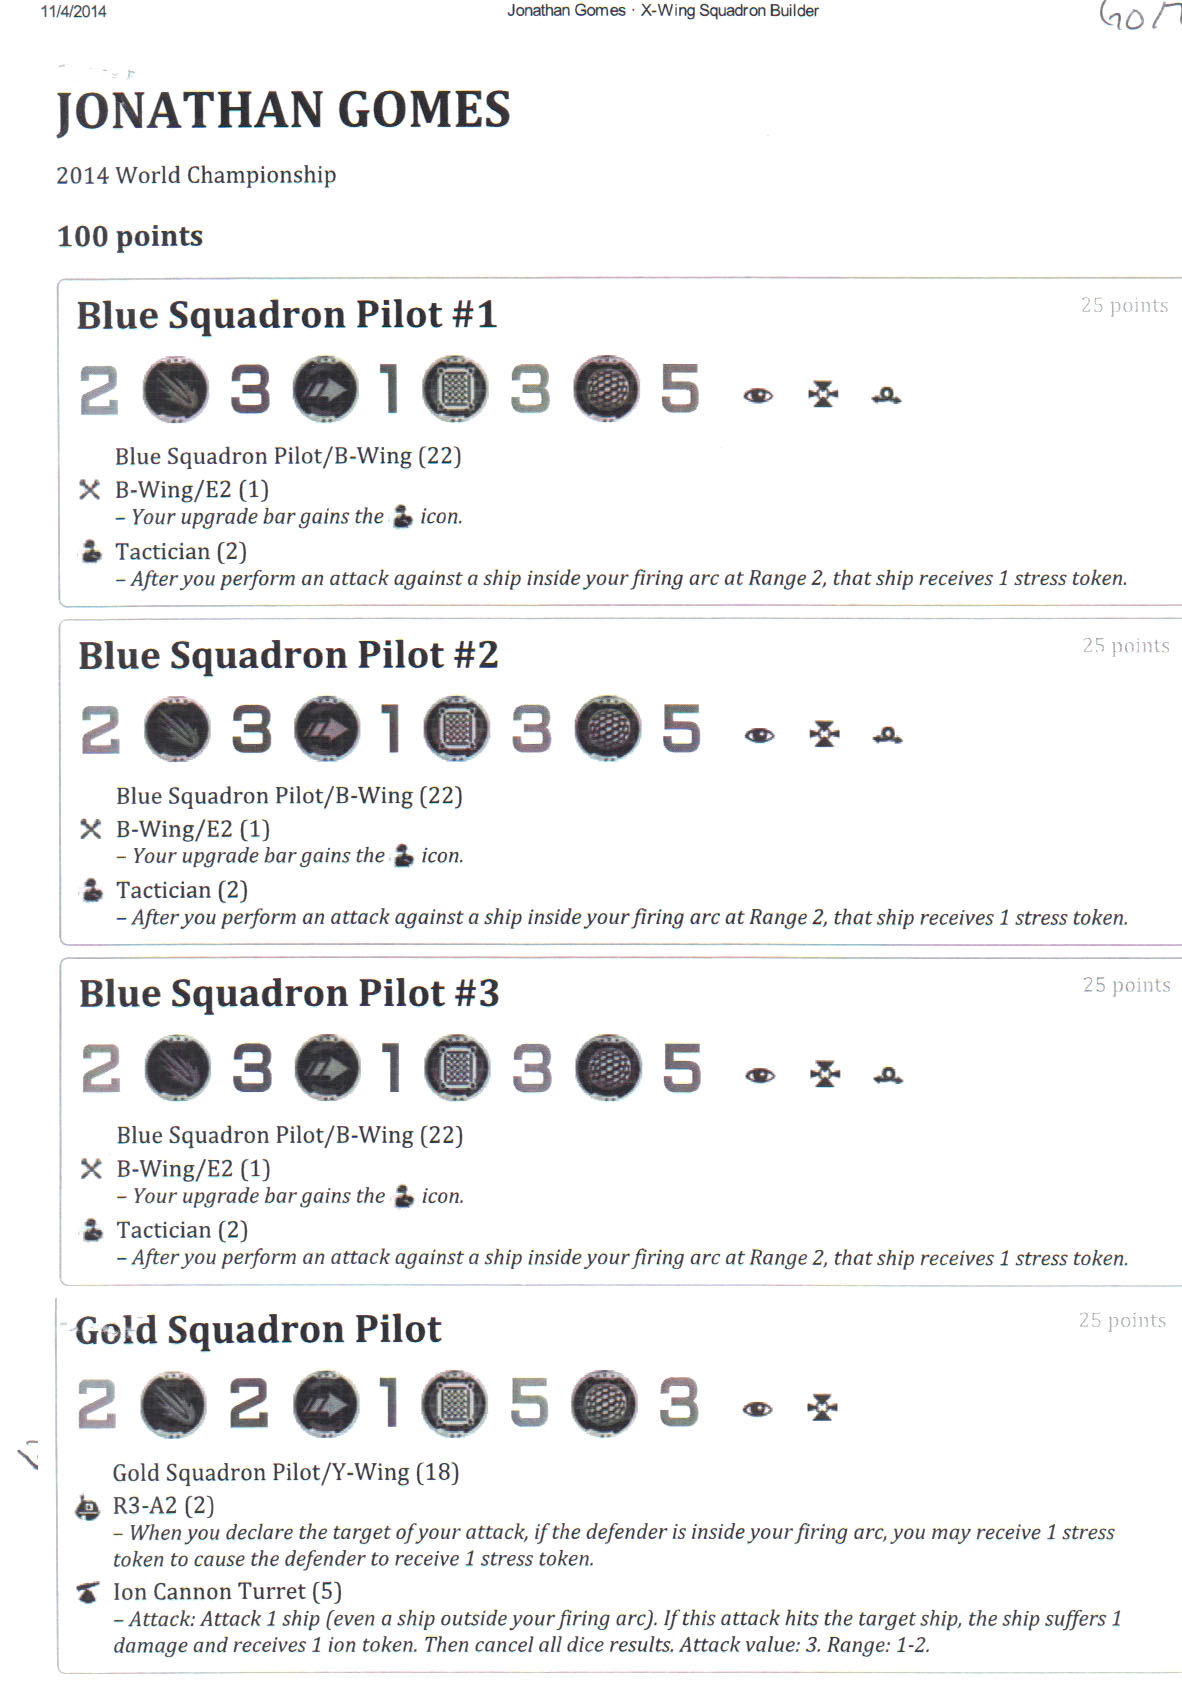 11/4/2014 Jonathan Gomes · X-Wing Squadron Builder
JONATHAN GOMES
2014 World Championship
100 points
Blue Squadron Pilot #1 25 points
2 3 1 3 5
Blue Squadron Pilot/B-Wing (22)
B-Wing/E2 (1)
– Your upgrade bar gains the icon.
Tactician (2)
– After you perform an attack against a ship inside your firing arc at Range 2, that ship receives 1 stress token.
Blue Squadron Pilot #2 25 points
2 3 1 3 5
Blue Squadron Pilot/B-Wing (22)
B-Wing/E2 (1)
– Your upgrade bar gains the icon.
Tactician (2)
– After you perform an attack against a ship inside your firing arc at Range 2, that ship receives 1 stress token.
Blue Squadron Pilot #3 25 points
2 3 1 3 5
Blue Squadron Pilot/B-Wing (22)
B-Wing/E2 (1)
– Your upgrade bar gains the icon.
Tactician (2)
– After you perform an attack against a ship inside your firing arc at Range 2, that ship receives 1 stress token.
Gold Squadron Pilot 25 points
2 2 1 5 3
Gold Squadron Pilot/Y-Wing (18)
R3-A2 (2)
– When you declare the target of your attack, if the defender is inside your firing arc, you may receive 1 stress
token to cause the defender to receive 1 stress token.
Ion Cannon Turret (5)
– Attack: Attack 1 ship (even a ship outside your firing arc). If this attack hits the target ship, the ship suffers 1
damage and receives 1 ion token. Then cancel all dice results. Attack value: 3. Range: 1-2.